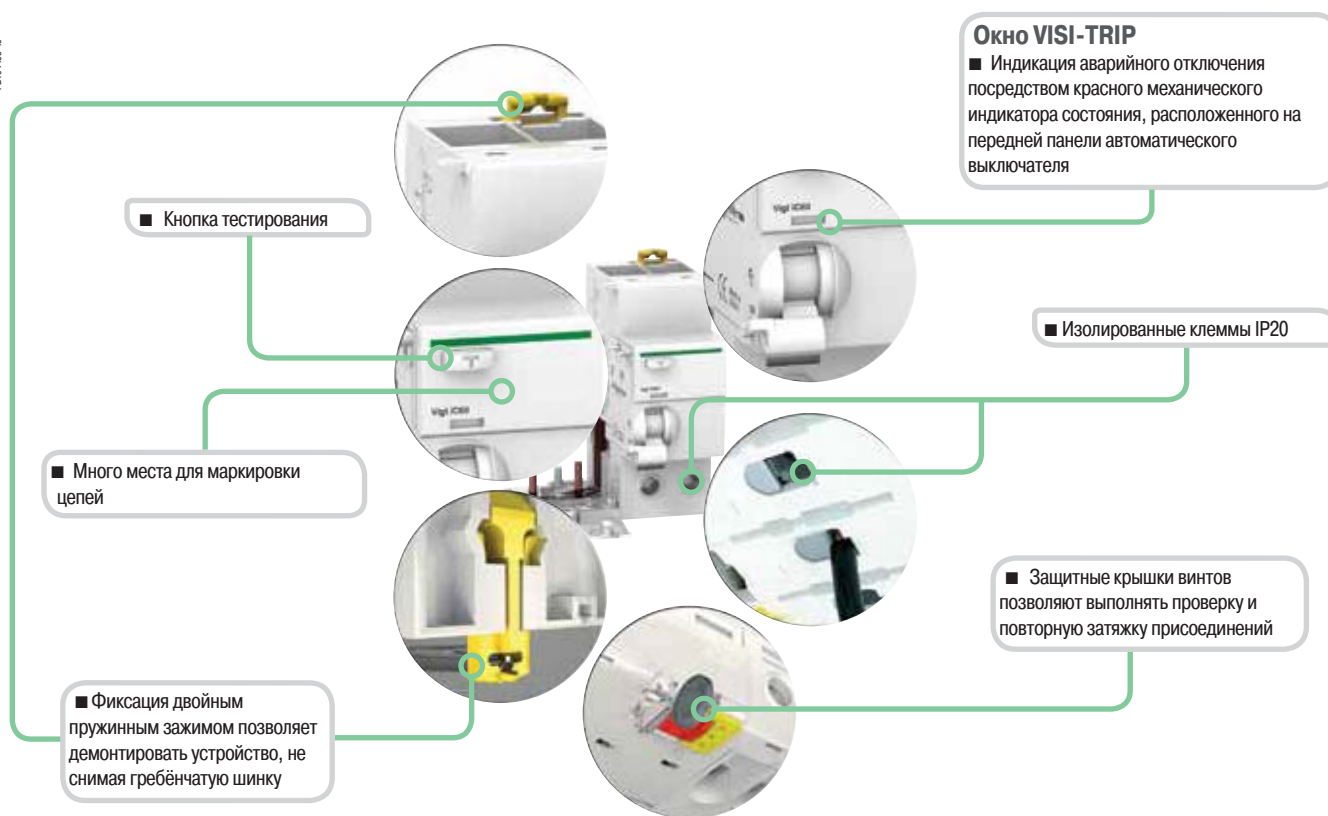 Окно VISI-TRIP
■ Индикация аварийного отключения
посредством красного механического
индикатора состояния, расположенного на
передней панели автоматического
выключателя
■ Кнопка тестирования
Vigi iC60
■ Изолированные клеммы IP20
Vigi iC60
■ Много места для маркировки
цепей
■ Защитные крышки винтов
позволяют выполнять проверку и
повторную затяжку присоединений
■ Фиксация двойным
пружинным зажимом позволяет
демонтировать устройство, не
снимая гребёнчатую шинку